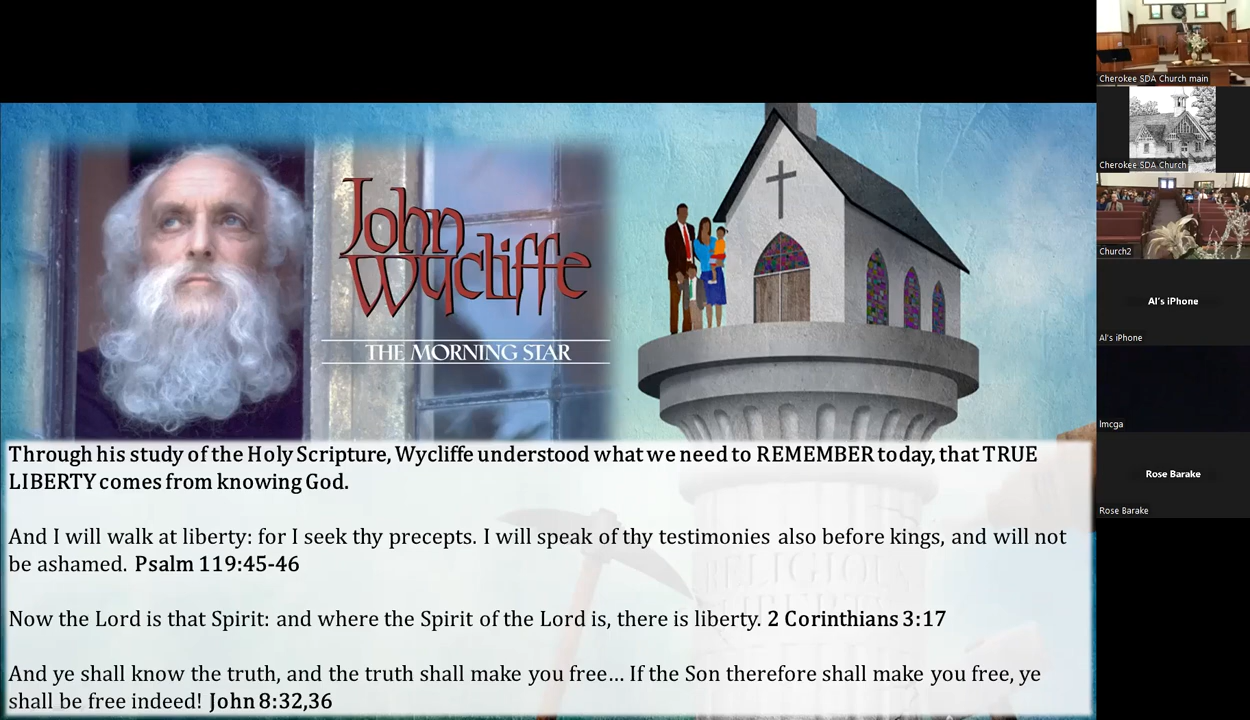 John
Wycliffe
THE MORNING STAR
Through his study of the Holy Scripture, Wycliffe understood what we need to REMEMBER today, that TRUE
LIBERTY comes from knowing God.
And I will walk at liberty: for I seek thy precepts. I will speak of thy testimonies also before kings, and will not
be ashamed. Psalm 119:45-46
Now the Lord is that Spirit: and where the Spirit of the Lord is, there is liberty. 2 Corinthians 3:17
And ye shall know the truth, and the truth shall make you free... If the Son therefore shall make you free, ye
shall be free indeed! John 8:32,36
RELIGIOUS
LIBERTY
Cherokee SDA Church main
Cherokee SDA Church
Church2
Al's iPhone
Al's iPhone
lmcga
Rose Barake
Rose Barake